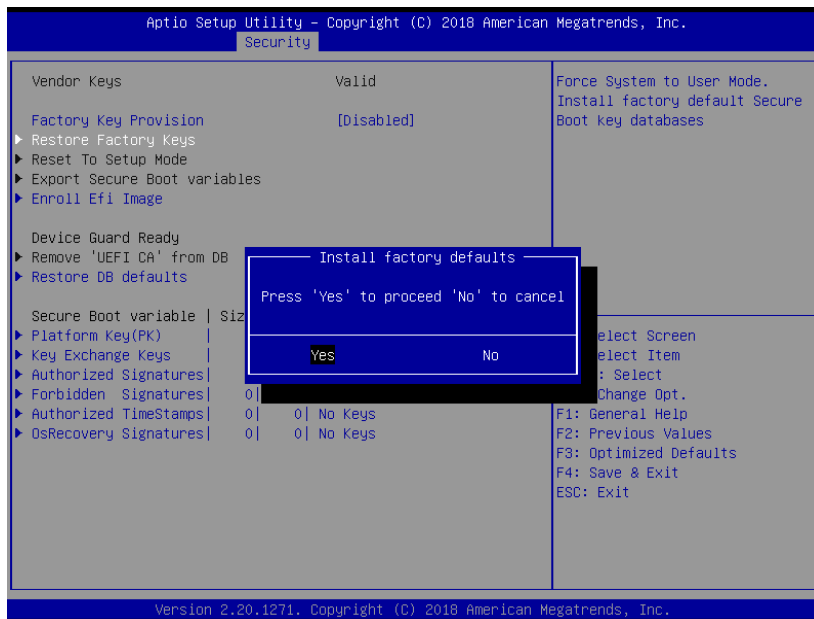 Aptio Setup Utility – Copyright (C) 2018 American Megatrends, Inc.
Security
Vendor Keys Valid
Factory Key Provision [Disabled]
Restore Factory Keys
Reset To Setup Mode
Export Secure Boot variables
Enroll Efi Image
Device Guard Ready
Remove 'UEFI CA' from DB
Restore DB defaults
Secure Boot variable | Siz
Platform Key(PK) |
Key Exchange Keys |
Authorized Signatures|
Forbidden Signatures| 0|
Authorized TimeStamps| 0| 0| No Keys
OsRecovery Signatures| 0| 0| No Keys
Install factory defaults
Press 'Yes' to proceed 'No' to cancel
Yes No
Force System to User Mode.
Install factory default Secure
Boot key databases
elect Screen
elect Item
: Select
Change Opt.
F1: General Help
F2: Previous Values
F3: Optimized Defaults
F4: Save & Exit
ESC: Exit
Version 2.20.1271. Copyright (C) 2018 American Megatrends, Inc.